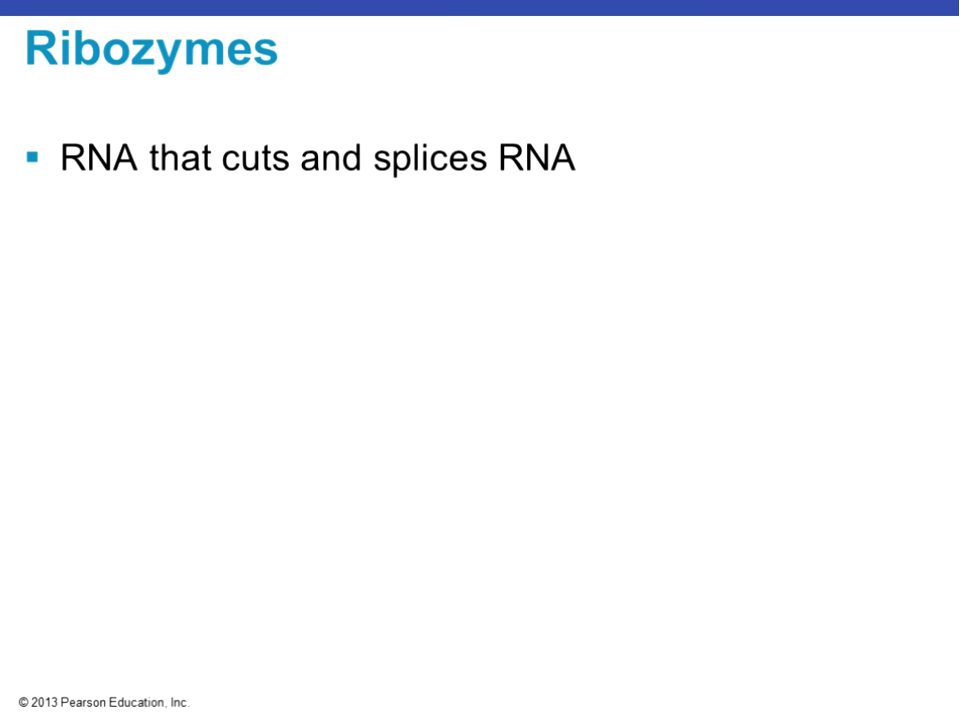 Ribozymes
▪ RNA that cuts and splices RNA
© 2013 Pearson Education, Inc.